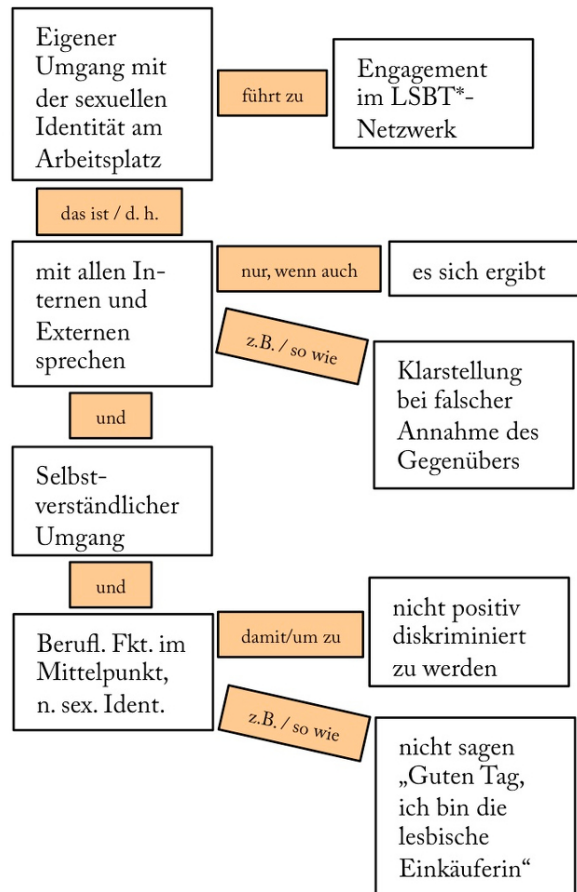 Eigener
Umgang mit
der sexuellen
Identität am
Arbeitsplatz
führt zu
Engagement
im LSBT*-
Netzwerk
das ist / d. h.
mit allen In-
ternen und
Externen
sprechen
nur, wenn auch
es sich ergibt
z.B. / so wie
Klarstellung
bei falscher
Annahme des
Gegenübers
und
Selbst-
verständlicher
Umgang
und
Berufl. Fkt. im
Mittelpunkt,
n. sex. Ident.
damit/um zu
nicht positiv
diskriminiert
zu werden
z.B. / so wie
nicht sagen
„Guten Tag,
ich bin die
lesbische
Einkäuferin“